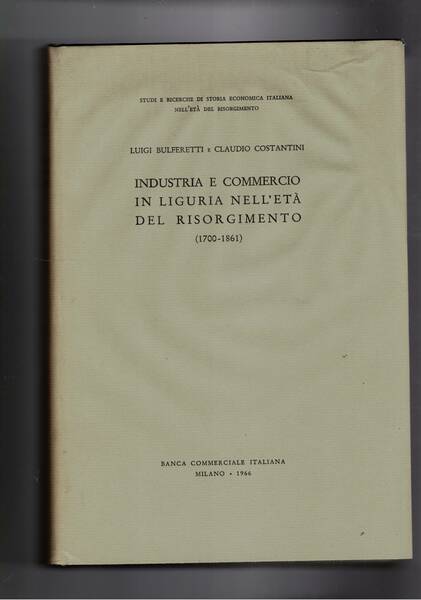 STUDI E RICERCHE DI STORIA ECONOMICA ITALIANA
NELL'ETÀ DEL RISORGIMENTO
LUIGI BULFERETTI E CLAUDIO COSTANTINI
INDUSTRIA E COMMERCIO
IN LIGURIA NELL'ETÀ
DEL RISORGIMENTO
(1700-1861)
BANCA COMMERCIALE ITALIANA
MILANO • 1966